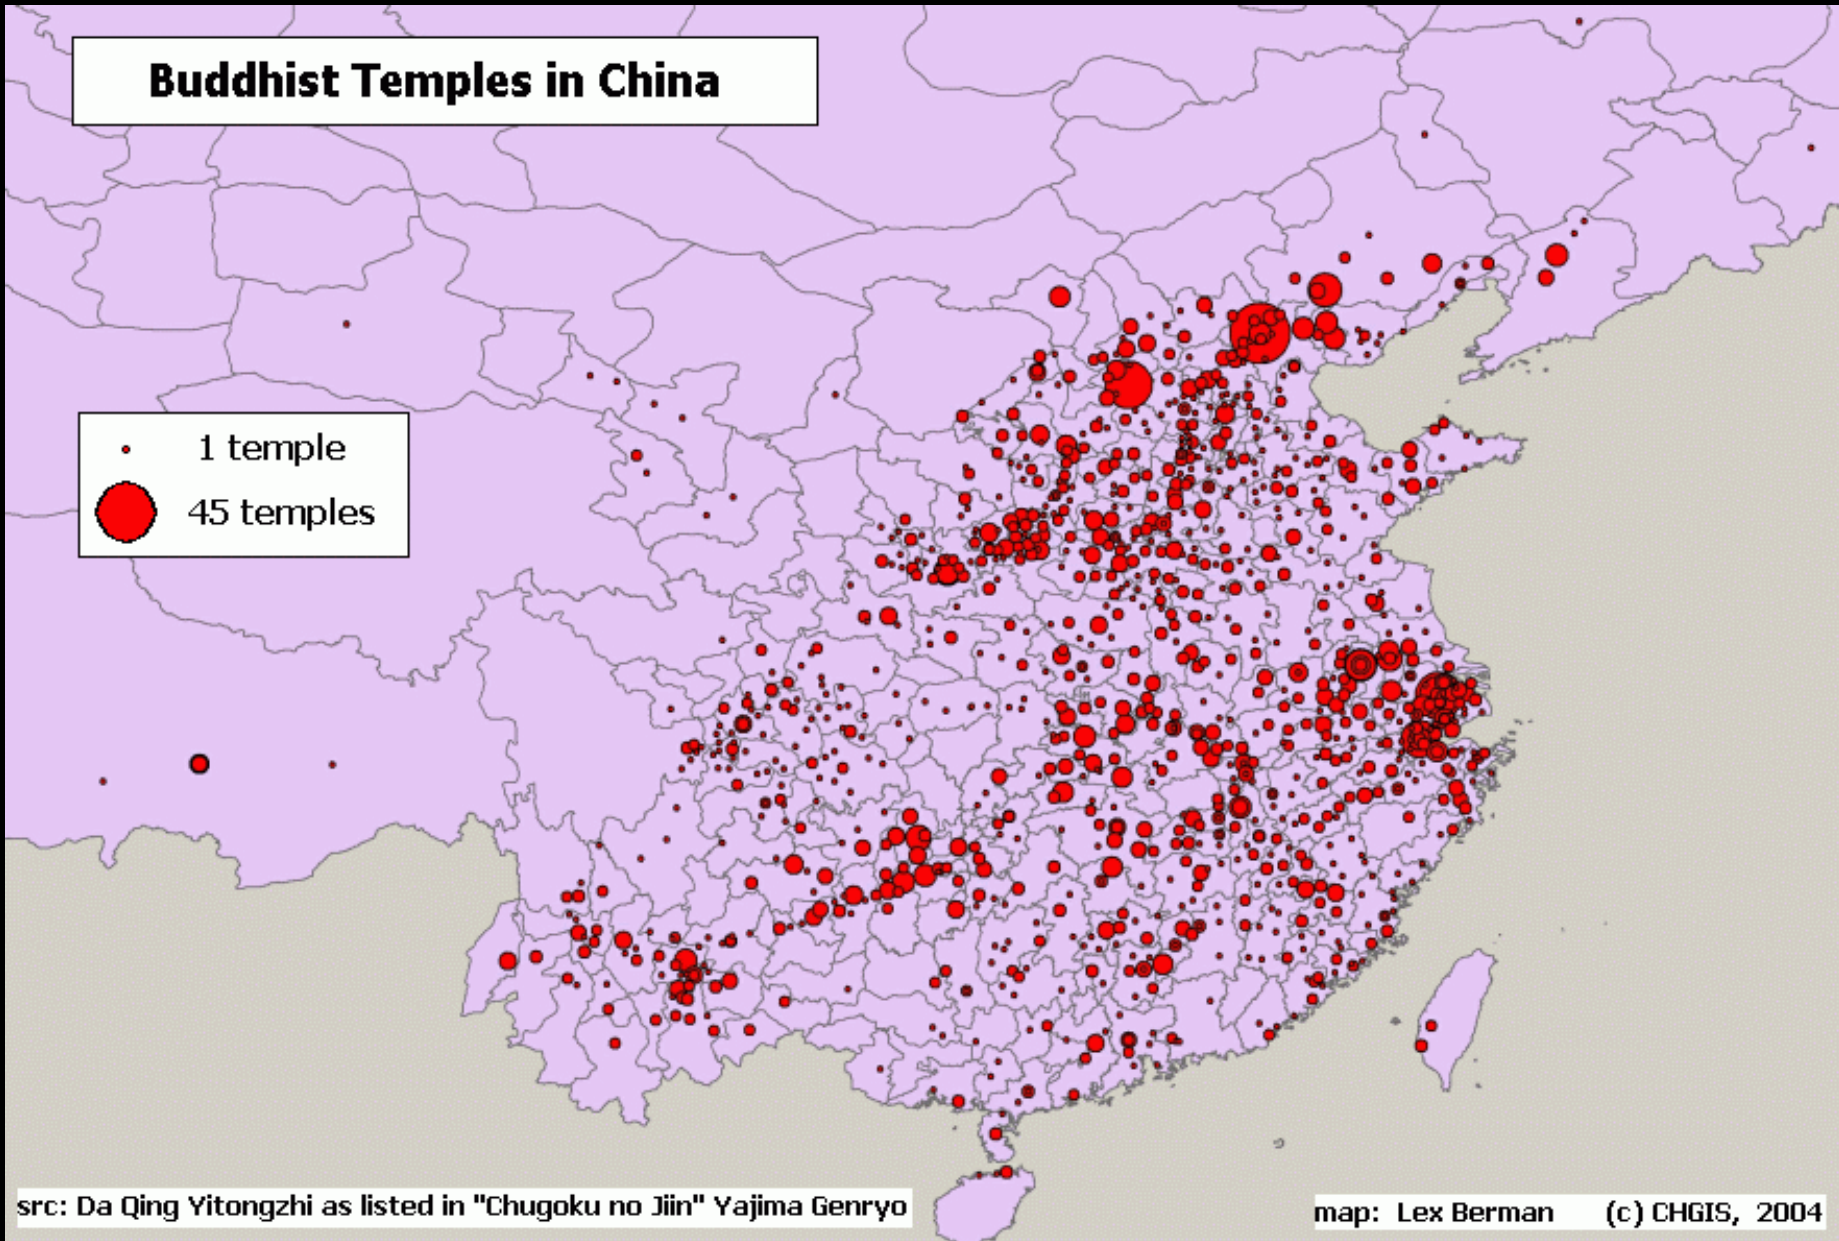 Buddhist Temples in China
1 temple
45 temples
src: Da Qing Yitongzhi as listed in "Chugoku no Jiin" Yajima Genryo
map: Lex Berman (c) CHGIS, 2004